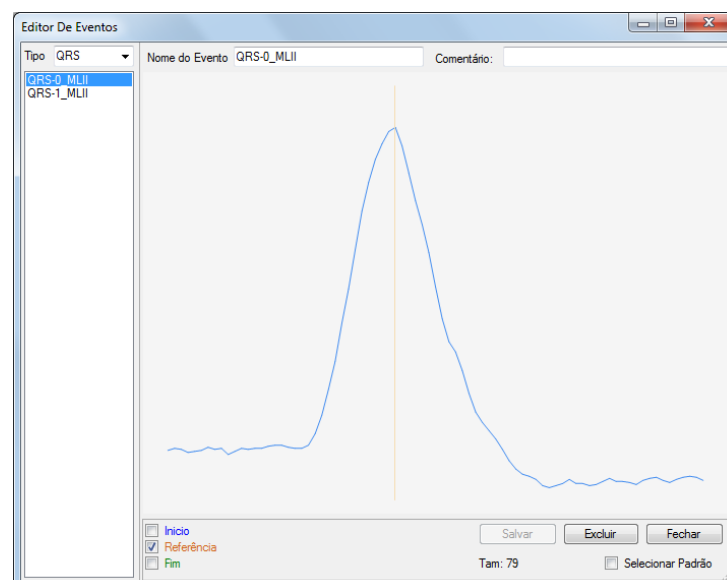 Editor De Eventos
Tipo QRS
Nome do Evento QRS-0_MLII Comentário:
QRS-0_MLII
QRS-1_MLII
Inicio
Referência
Fim
Salvar Excluir Fechar
Tam: 79 Selecionar Padrão